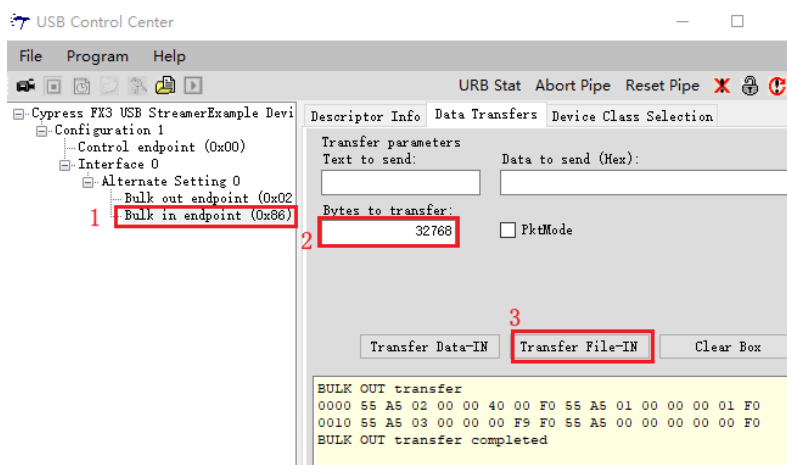 USB Control Center
File Program Help
URB Stat Abort Pipe Reset Pipe
Cypress FX3 USB StreamerExample Devi
Configuration 1
Control endpoint (0x00)
Interface 0
Alternate Setting 0
Bulk out endpoint (0x02
1 Bulk in endpoint (0x86)
Descriptor Info Data Transfers Device Class Selection
Transfer parameters
Text to send: Data to send (Hex):
Bytes to transfer:
2 32768 PktMode
3
Transfer Data-IN Transfer File-IN Clear Box
BULK OUT transfer
0000 55 A5 02 00 00 40 00 F0 55 A5 01 00 00 00 01 F0
0010 55 A5 03 00 00 00 F9 F0 55 A5 00 00 00 00 00 F0
BULK OUT transfer completed